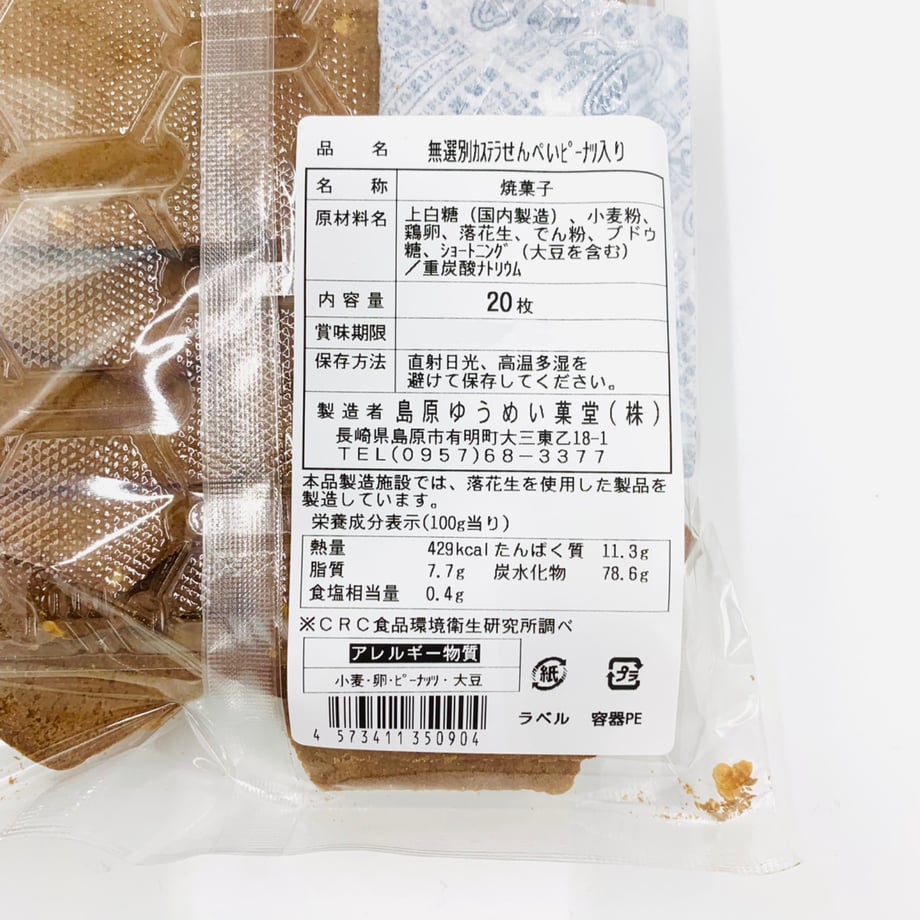 品名 無選別ｶｽﾃﾗせんべいﾋﾟｰﾅﾂ入り
名称 焼菓子
原材料名 上白糖（国内製造）、小麦粉、
鶏卵、落花生、でん粉、ブドウ
糖、ｼｮｰﾄﾆﾝｸﾞ（大豆を含む）
／重炭酸ﾅﾄﾘｳﾑ
内容量 20枚
賞味期限
保存方法 直射日光、高温多湿を
避けて保存してください。
製造者 島原ゆうめい菓堂(株)
長崎県島原市有明町大三東乙18-1
TEL(0957)68-3377
本品製造施設では、落花生を使用した製品を
製造しています。
栄養成分表示(100g当り)
熱量 429kcal たんぱく質 11.3g
脂質 7.7g 炭水化物 78.6g
食塩相当量 0.4g
※CRC食品環境衛生研究所調べ
アレルギー物質
小麦･卵･ﾋﾟｰﾅｯﾂ･大豆
紙 プラ
ラベル 容器PE
4 573411350904